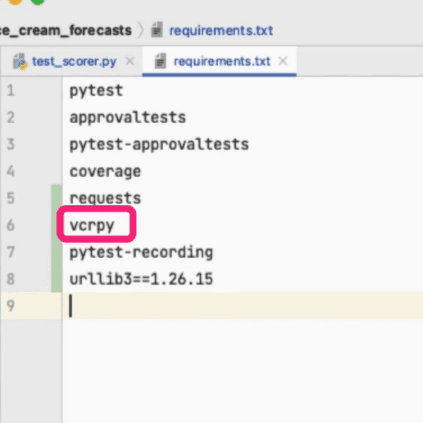 ce_cream_forecasts requirements.txt
test_scorer.py requirements.txt
1 pytest
2 approvaltests
3 pytest-approvaltests
4 coverage
5 requests
6 vcrpy
7 pytest-recording
8 urllib3==1.26.15
9